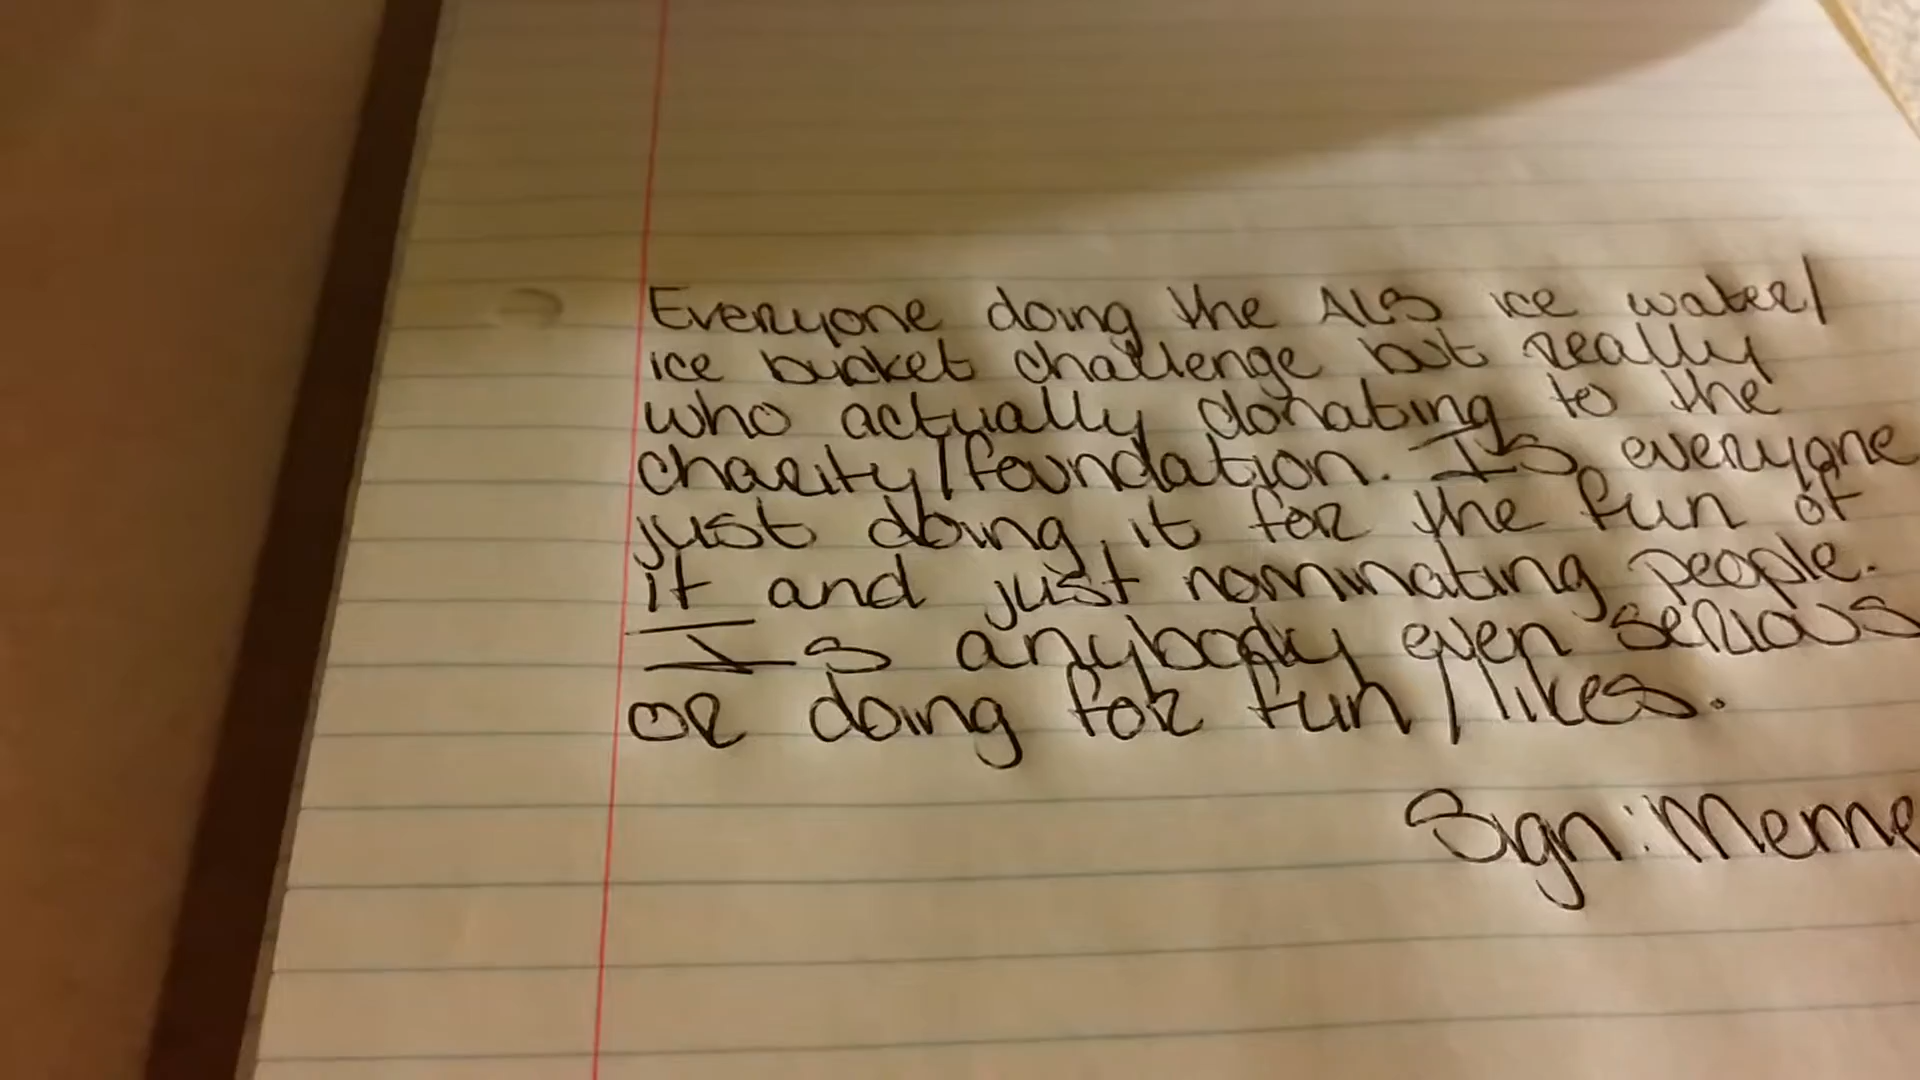 Everyone doing the ALS ice water/
ice bucket challenge but really
who actually donating to the
charity/foundation. Is everyone
just doing it for the fun of
it and just nominating people.
Is anybody even serious
or doing for fun/likes.
Sign: Meme